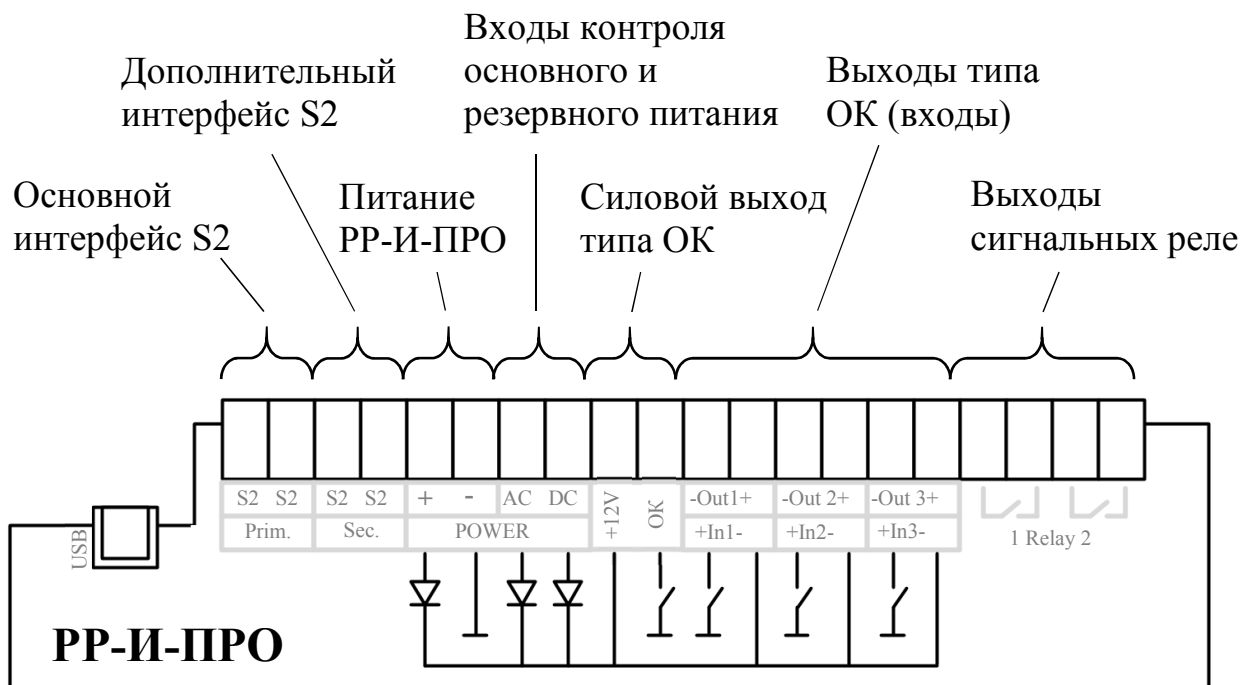 Входы контроля
основного и
резервного питания
Дополнительный
интерфейс S2
Выходы типа
ОК (входы)
Основной
интерфейс S2
Питание
РР-И-ПРО
Силовой выход
типа ОК
Выходы
сигнальных реле
S2 S2 S2 S2 + - AC DC +12V ОК -Out1+ -Out 2+ -Out 3+
Prim. Sec. POWER +In1- +In2- +In3- 1 Relay 2
USB
РР-И-ПРО